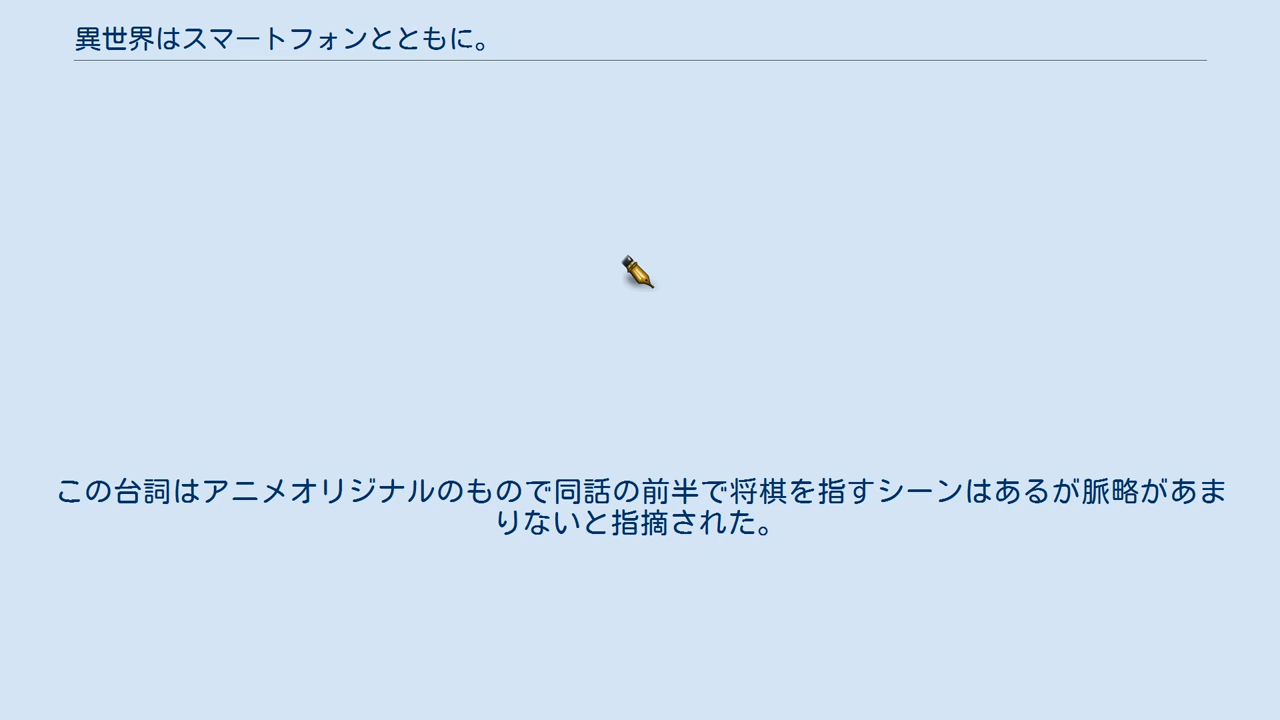 異世界はスマートフォンとともに。
この台詞はアニメオリジナルのもので同話の前半で将棋を指すシーンはあるが脈略があま
りないと指摘された。